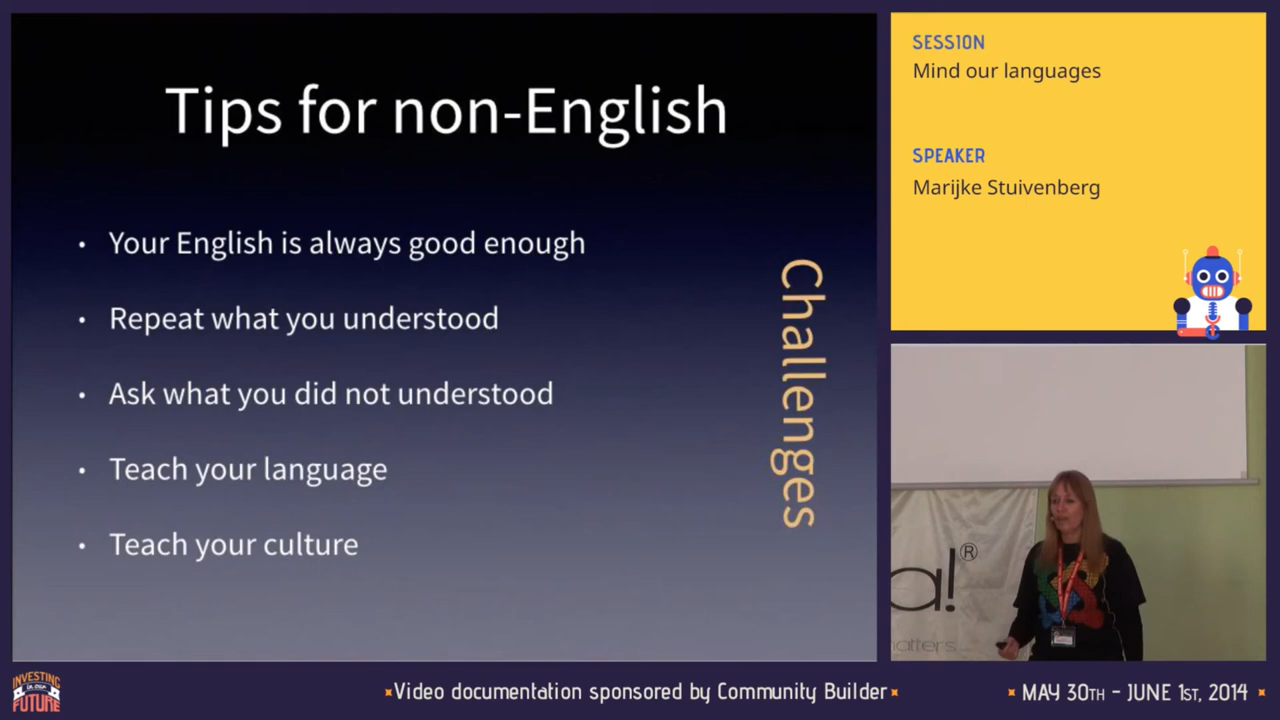 Tips for non-English
• Your English is always good enough
• Repeat what you understood
• Ask what you did not understood
• Teach your language
• Teach your culture
Challenges
SESSION
Mind our languages
SPEAKER
Marijke Stuivenberg
a!®
matters
INVESTING
in our
FUTURE
Video documentation sponsored by Community Builder
MAY 30TH - JUNE 1ST, 2014